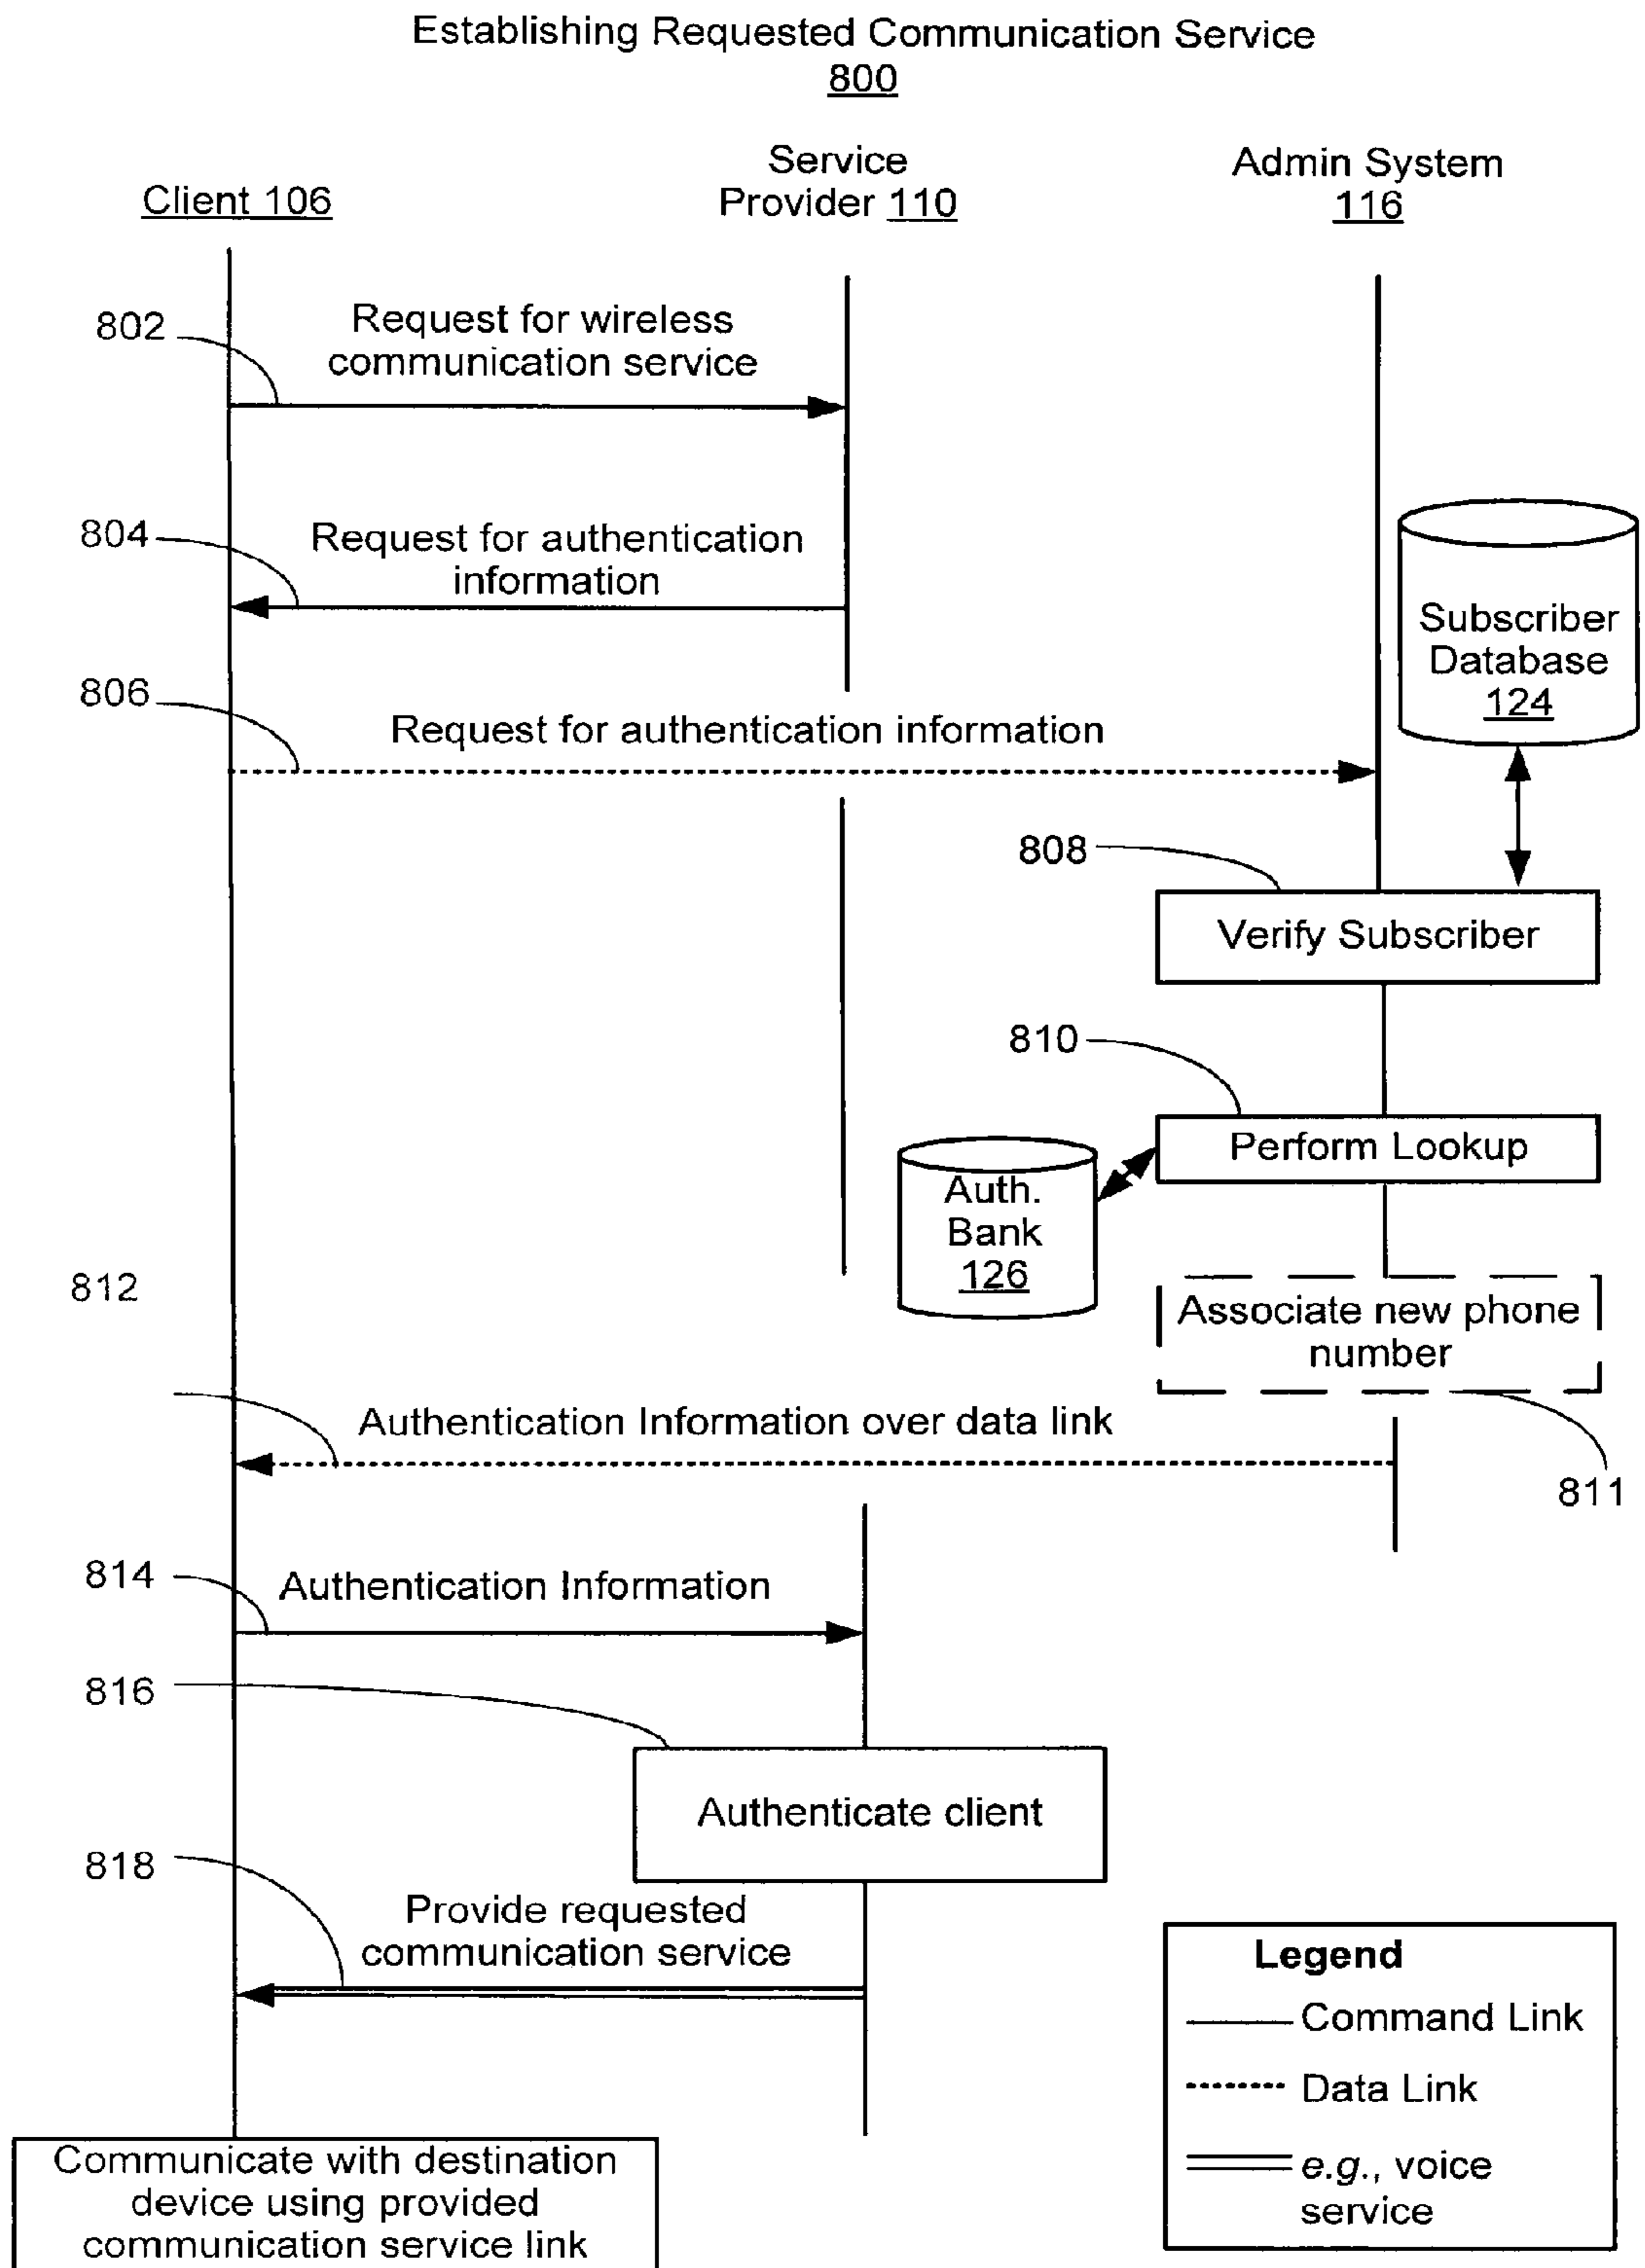 Establishing Requested Communication Service
800
Client 106
Service
Provider 110
Admin System
116
802
Request for wireless
communication service
804
Request for authentication
information
Subscriber
Database
124
806
Request for authentication information
808
Verify Subscriber
810
Perform Lookup
Auth.
Bank
126
812
Associate new phone
number
Authentication Information over data link
811
814
Authentication Information
816
Authenticate client
818
Provide requested
communication service
Legend
Command Link
Data Link
e.g., voice
service
Communicate with destination
device using provided
communication service link